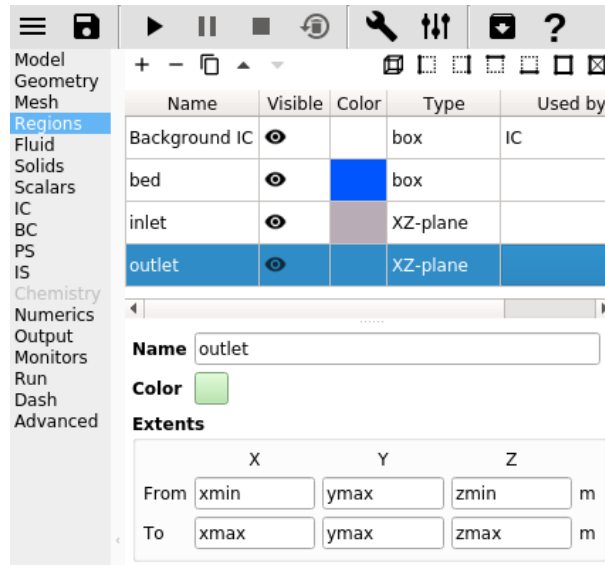 ?
Model
Geometry
Mesh
Regions
Fluid
Solids
Scalars
IC
BC
PS
IS
Chemistry
Numerics
Output
Monitors
Run
Dash
Advanced
Name Visible Color Type Used by
Background IC box IC
bed box
inlet XZ-plane
outlet XZ-plane
Name outlet
Color
Extents
X Y Z
From xmin ymax zmin m
To xmax ymax zmax m